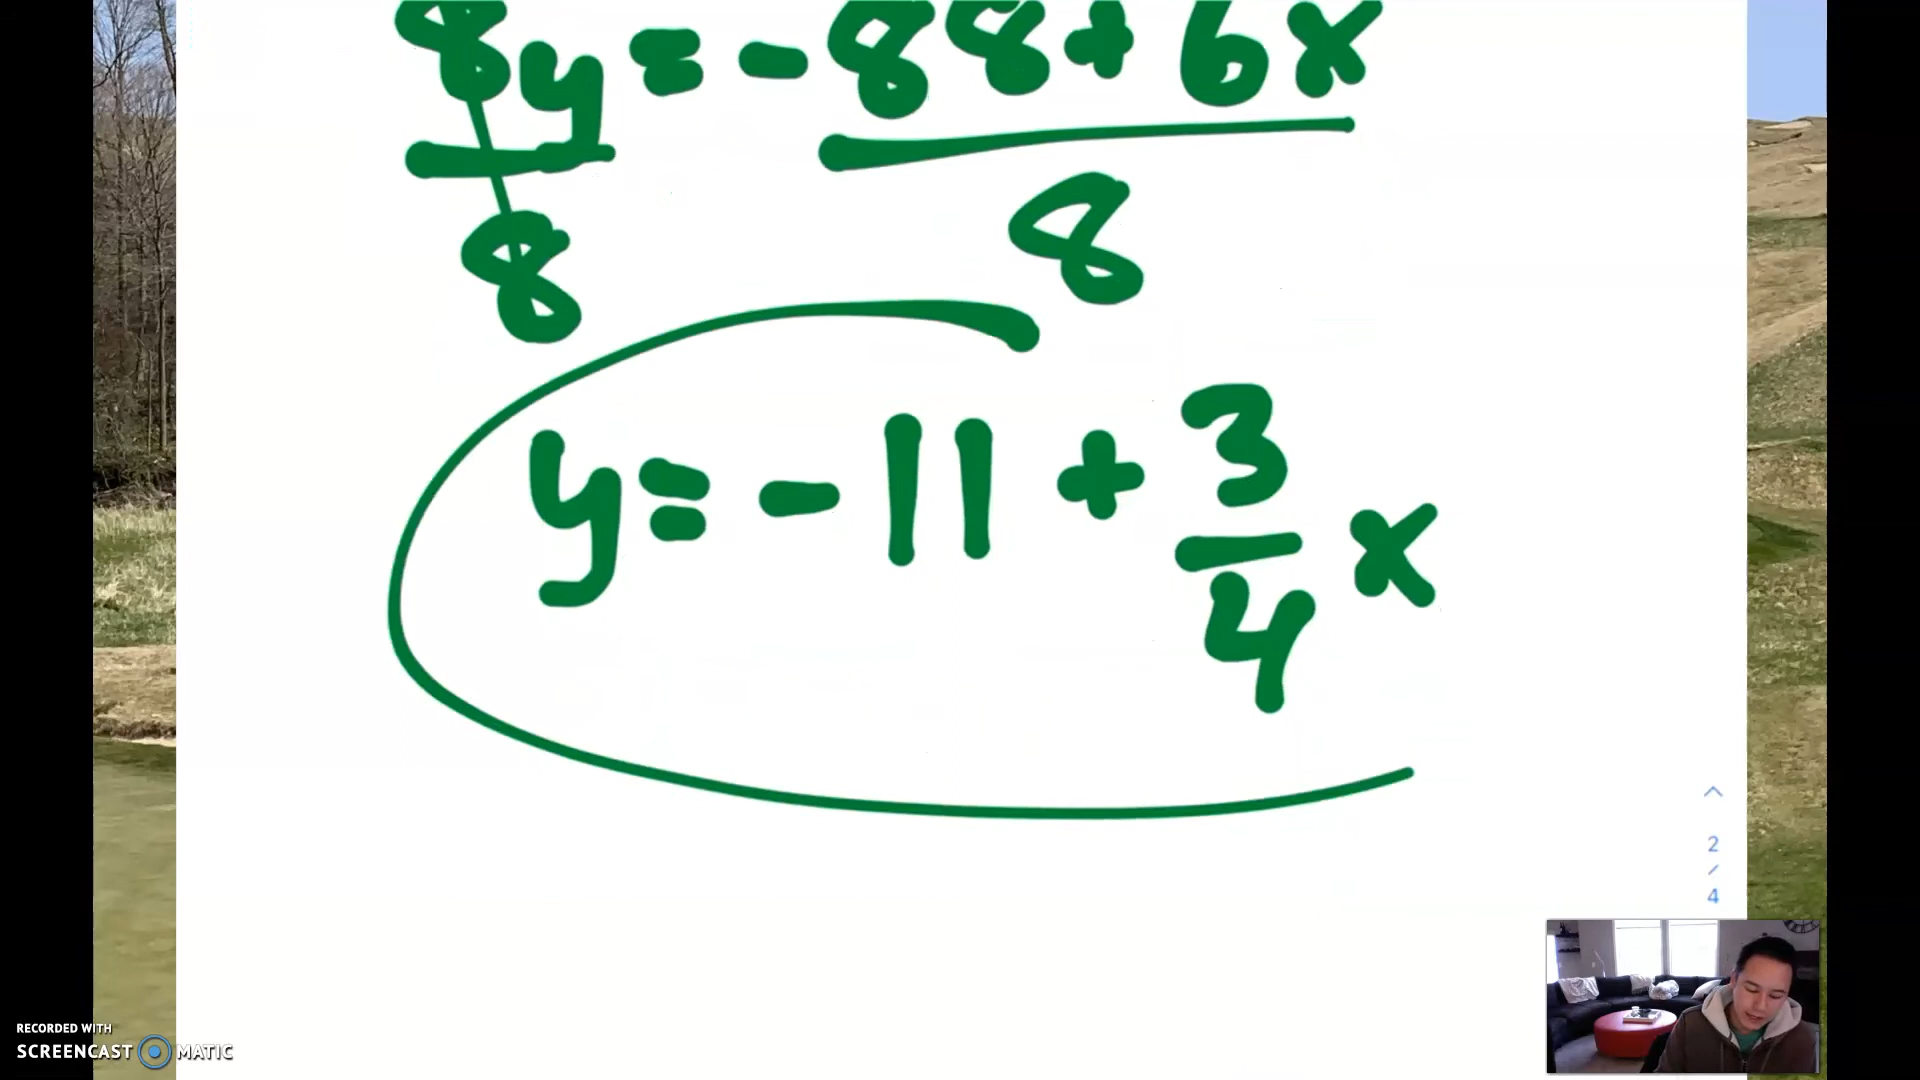 8y = -88 + 6x
8 8
y = -11 + 3/4 x
2
/
4
RECORDED WITH
SCREENCAST MATIC